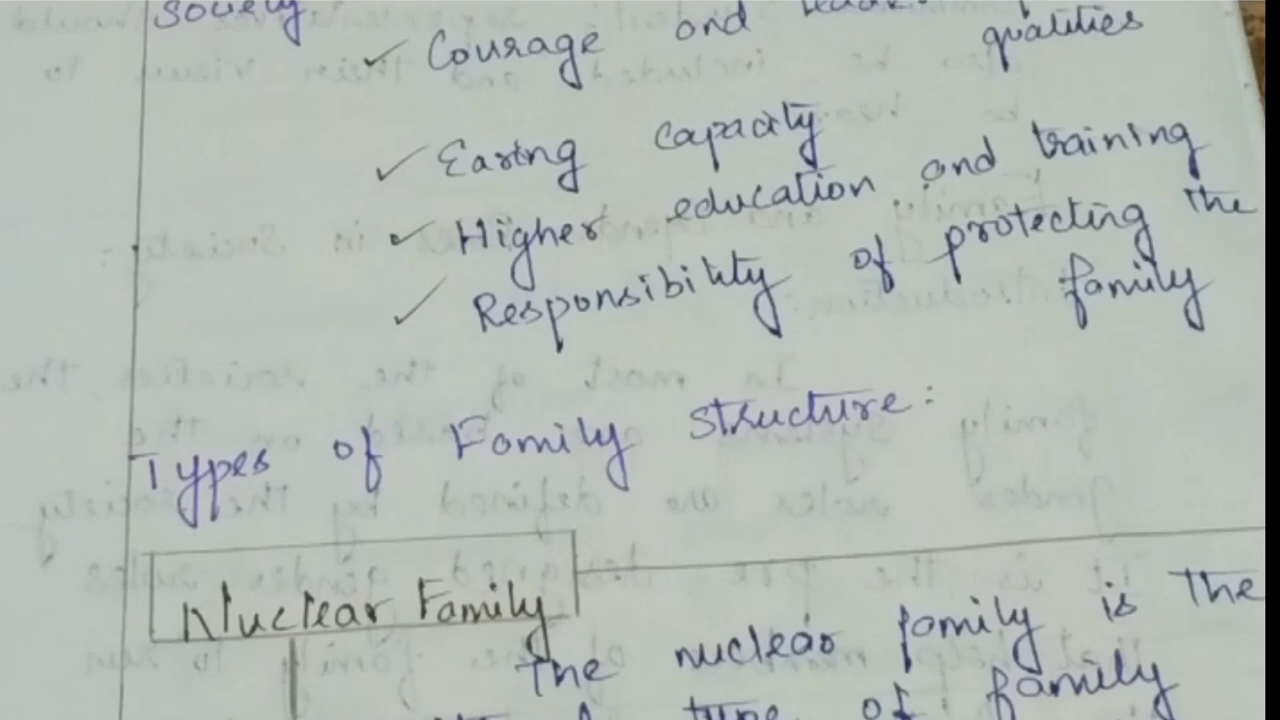 Society
Courage and
qualities
Earing capacity
Higher education and training
Responsibility of protecting the
family
Types of Family Structure:
Nuclear Family
The nuclear family is the
type of family